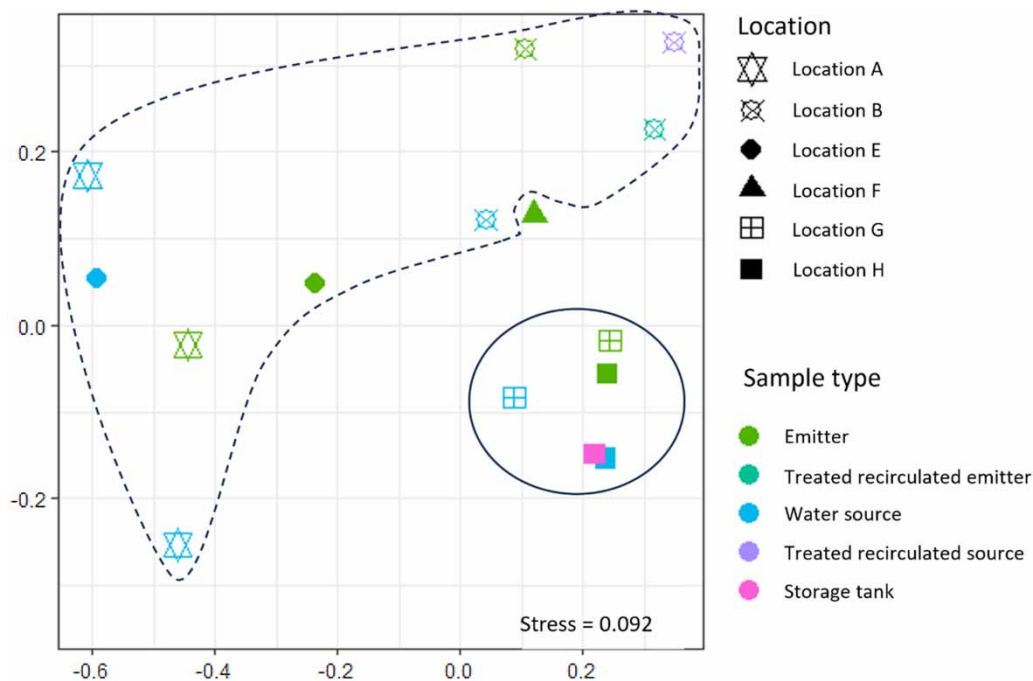 Location
Location A
Location B
Location E
Location F
Location G
Location H
Sample type
Emitter
Treated recirculated emitter
Water source
Treated recirculated source
Storage tank
0.2
0.0
-0.2
Stress = 0.092
-0.6
-0.4
-0.2
0.0
0.2